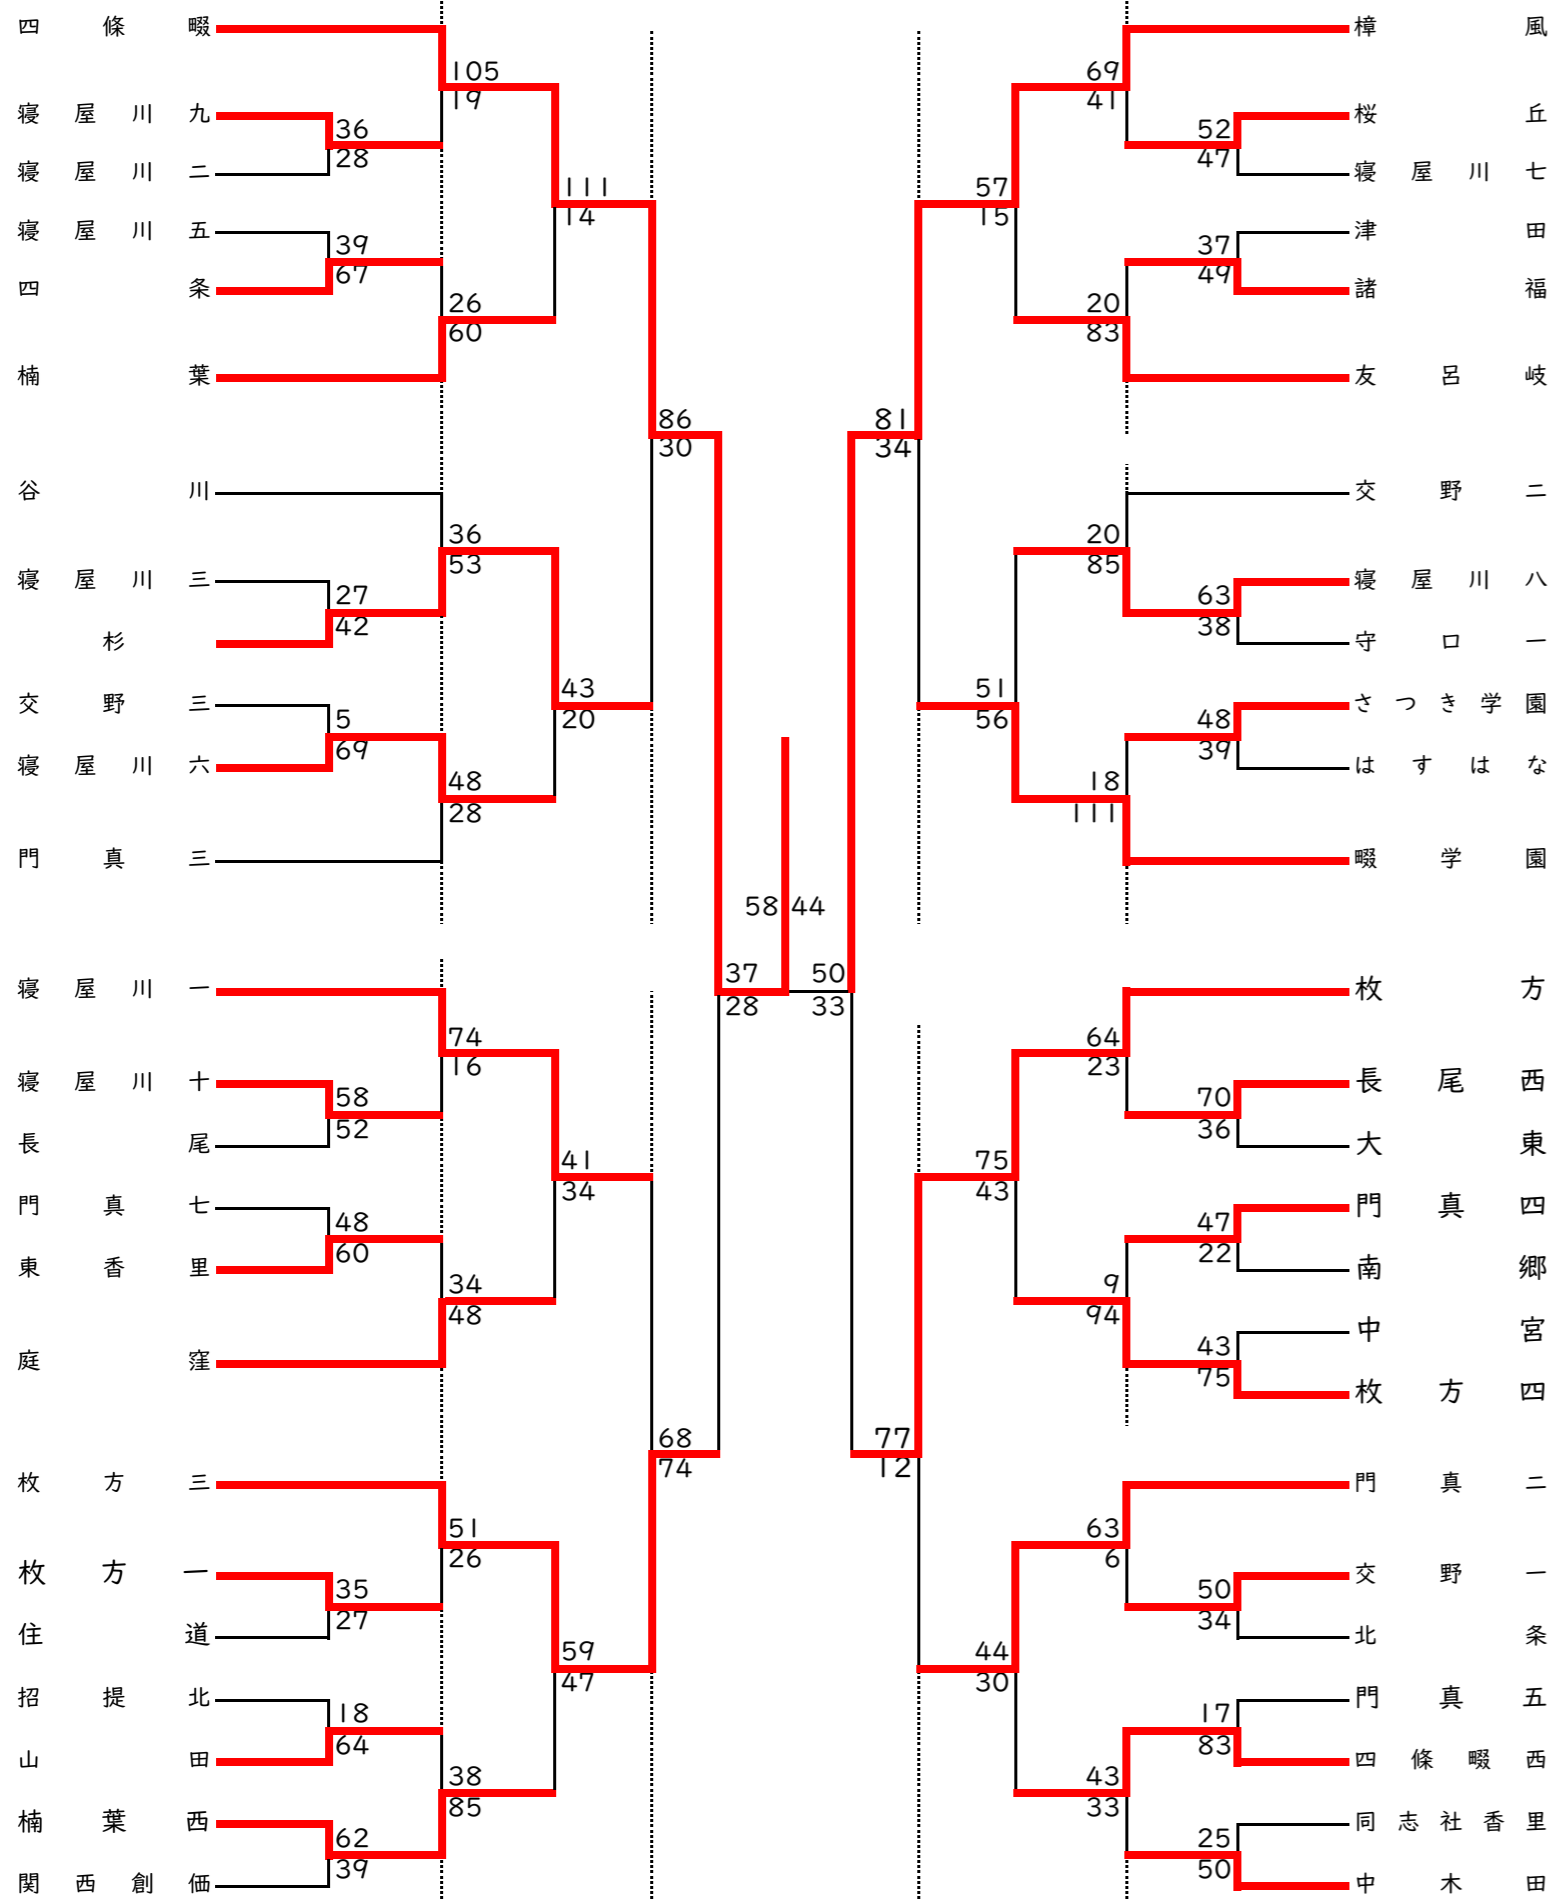 四條畷
105
19
寝屋川九
36
28
寝屋川二
111
14
寝屋川五
39
67
四条
26
60
楠葉
86
30
谷川
36
53
寝屋川三
27
42
杉
43
20
交野三
5
69
寝屋川六
48
28
門真三
58 44
寝屋川一
37
28
74
16
寝屋川十
58
52
長尾
41
34
門真七
48
60
東香里
34
48
庭窪
68
74
枚方三
51
26
枚方一
35
27
住道
59
47
招提北
18
64
山田
38
85
楠葉西
62
39
関西創価
樟風
69
41
桜丘
52
47
寝屋川七
57
15
津田
37
49
諸福
20
83
友呂岐
81
34
交野二
20
85
寝屋川八
63
38
守口一
51
56
さつき学園
48
39
はすはな
18
111
畷学園
50
33
枚方
64
23
長尾西
70
36
大東
75
43
門真四
47
22
南郷
9
94
中宮
43
75
枚方四
77
12
門真二
63
6
交野一
50
34
北条
44
30
門真五
17
83
四條畷西
43
33
同志社香里
25
50
中木田